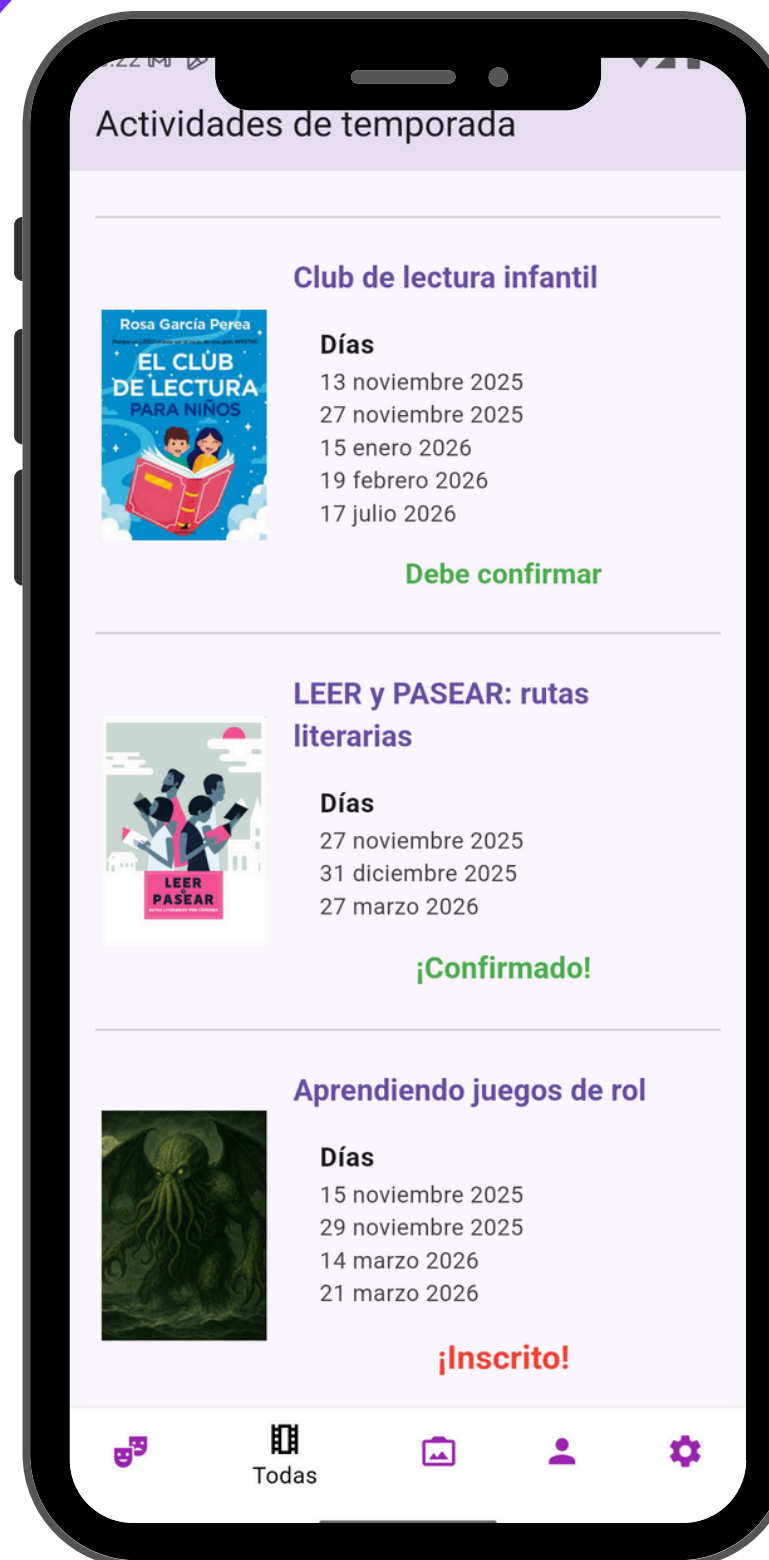 :22
Actividades de temporada
Club de lectura infantil
Rosa García Perea
EL CLUB
DE LECTURA
PARA NIÑOS
Días
13 noviembre 2025
27 noviembre 2025
15 enero 2026
19 febrero 2026
17 julio 2026
Debe confirmar
LEER y PASEAR: rutas
literarias
LEER
PASEAR
Días
27 noviembre 2025
31 diciembre 2025
27 marzo 2026
¡Confirmado!
Aprendiendo juegos de rol
Días
15 noviembre 2025
29 noviembre 2025
14 marzo 2026
21 marzo 2026
¡Inscrito!
Todas